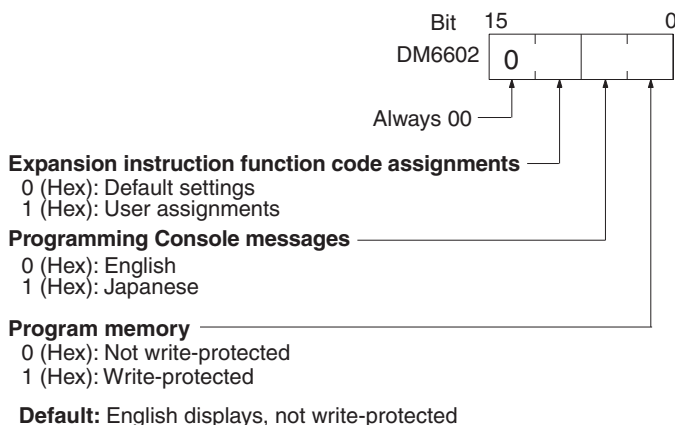 Bit 15 0
DM6602 0
Always 00
Expansion instruction function code assignments
0 (Hex): Default settings
1 (Hex): User assignments
Programming Console messages
0 (Hex): English
1 (Hex): Japanese
Program memory
0 (Hex): Not write-protected
1 (Hex): Write-protected
Default: English displays, not write-protected